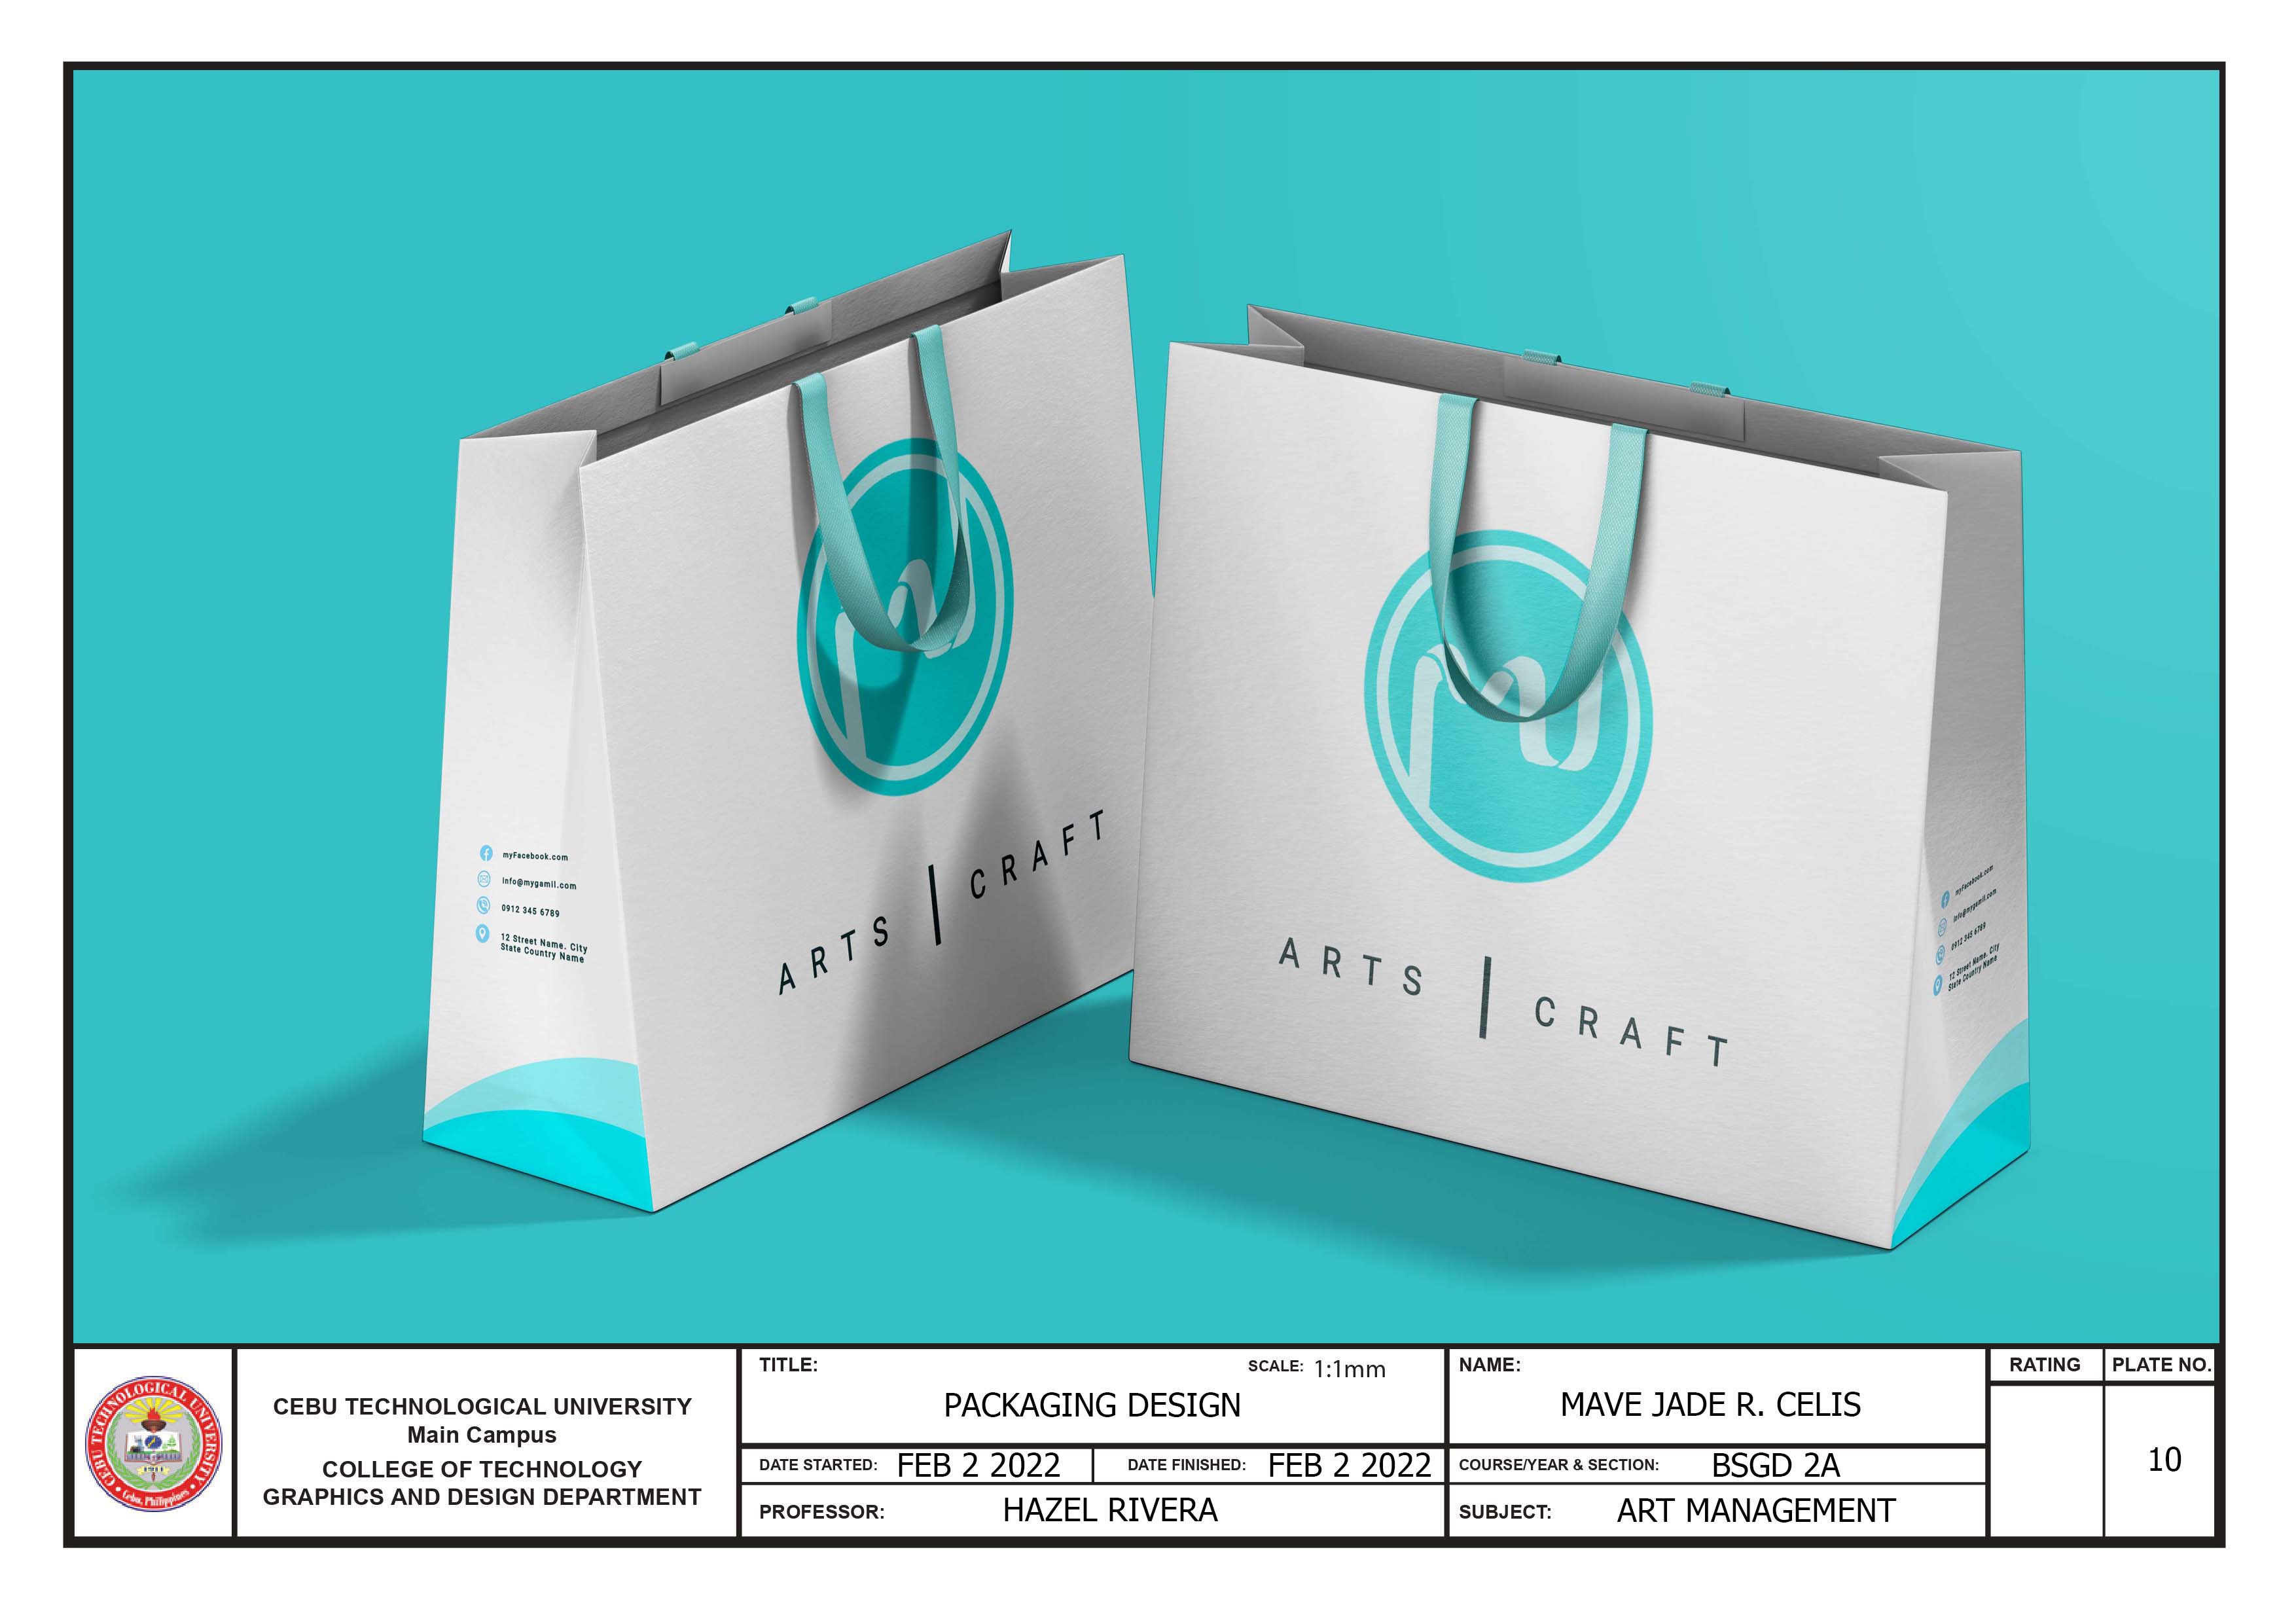 myFacebook.com
info@mygamil.com
0912 345 6789
12 Street Name. City
State Country Name
ARTS | CRAFT
ARTS | CRAFT
myFacebook.com
info@mygamil.com
0912 345 6789
12 Street Name. City
State Country Name
CEBU TECHNOLOGICAL UNIVERSITY
Cebu, Philippines
1911
CEBU TECHNOLOGICAL UNIVERSITY
Main Campus
COLLEGE OF TECHNOLOGY
GRAPHICS AND DESIGN DEPARTMENT
TITLE: SCALE: 1:1mm
PACKAGING DESIGN
DATE STARTED: FEB 2 2022 DATE FINISHED: FEB 2 2022
PROFESSOR: HAZEL RIVERA
NAME:
MAVE JADE R. CELIS
COURSE/YEAR & SECTION: BSGD 2A
SUBJECT: ART MANAGEMENT
RATING PLATE NO.
10